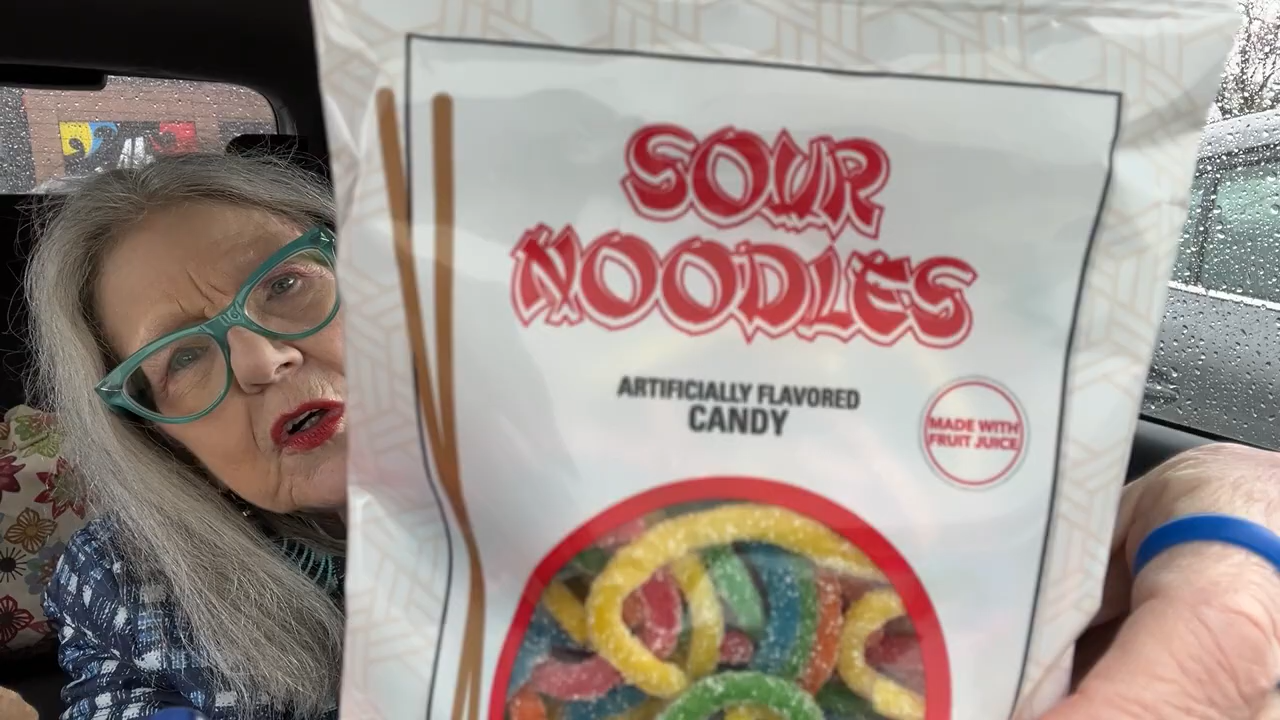 SOUR
NOODLES
ARTIFICIALLY FLAVORED
CANDY
MADE WITH
FRUIT JUICE